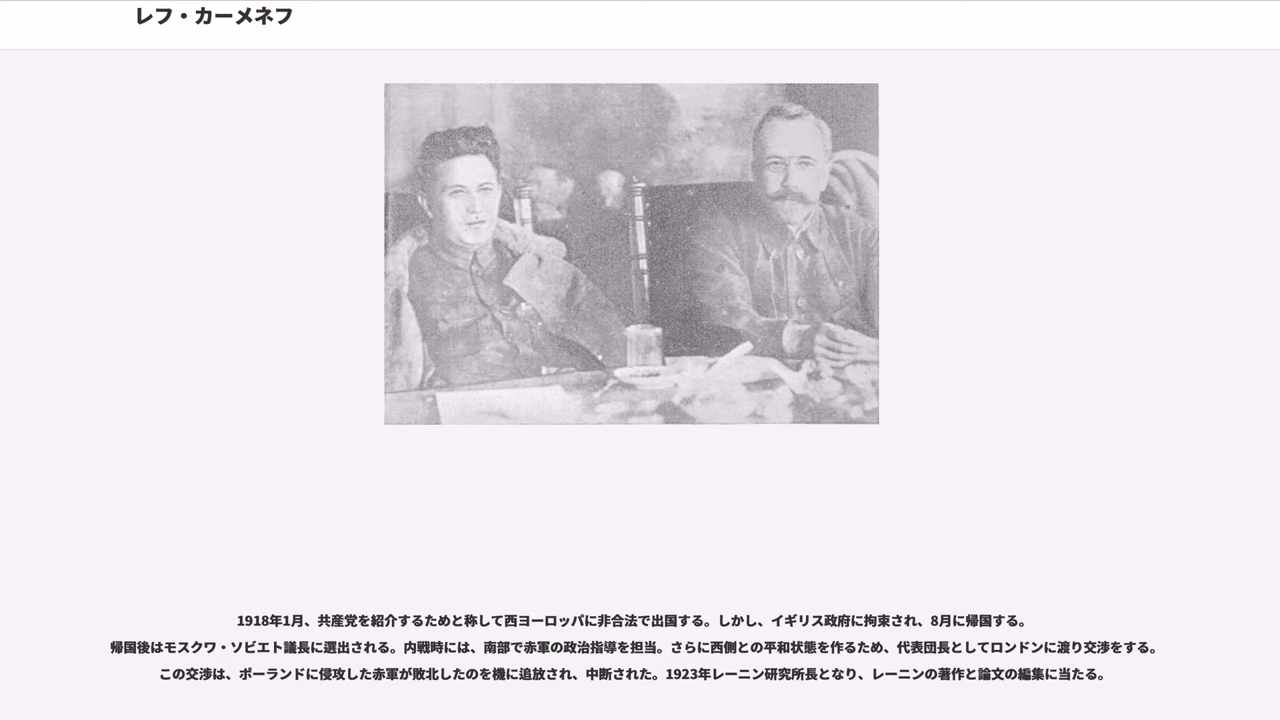 レフ・カーメネフ
1918年1月、共産党を紹介するためと称して西ヨーロッパに非合法で出国する。しかし、イギリス政府に拘束され、8月に帰国する。
帰国後はモスクワ・ソビエト議長に選出される。内戦時には、南部で赤軍の政治指導を担当。さらに西側との平和状態を作るため、代表団長としてロンドンに渡り交渉をする。
この交渉は、ポーランドに侵攻した赤軍が敗北したのを機に追放され、中断された。1923年レーニン研究所長となり、レーニンの著作と論文の編集に当たる。